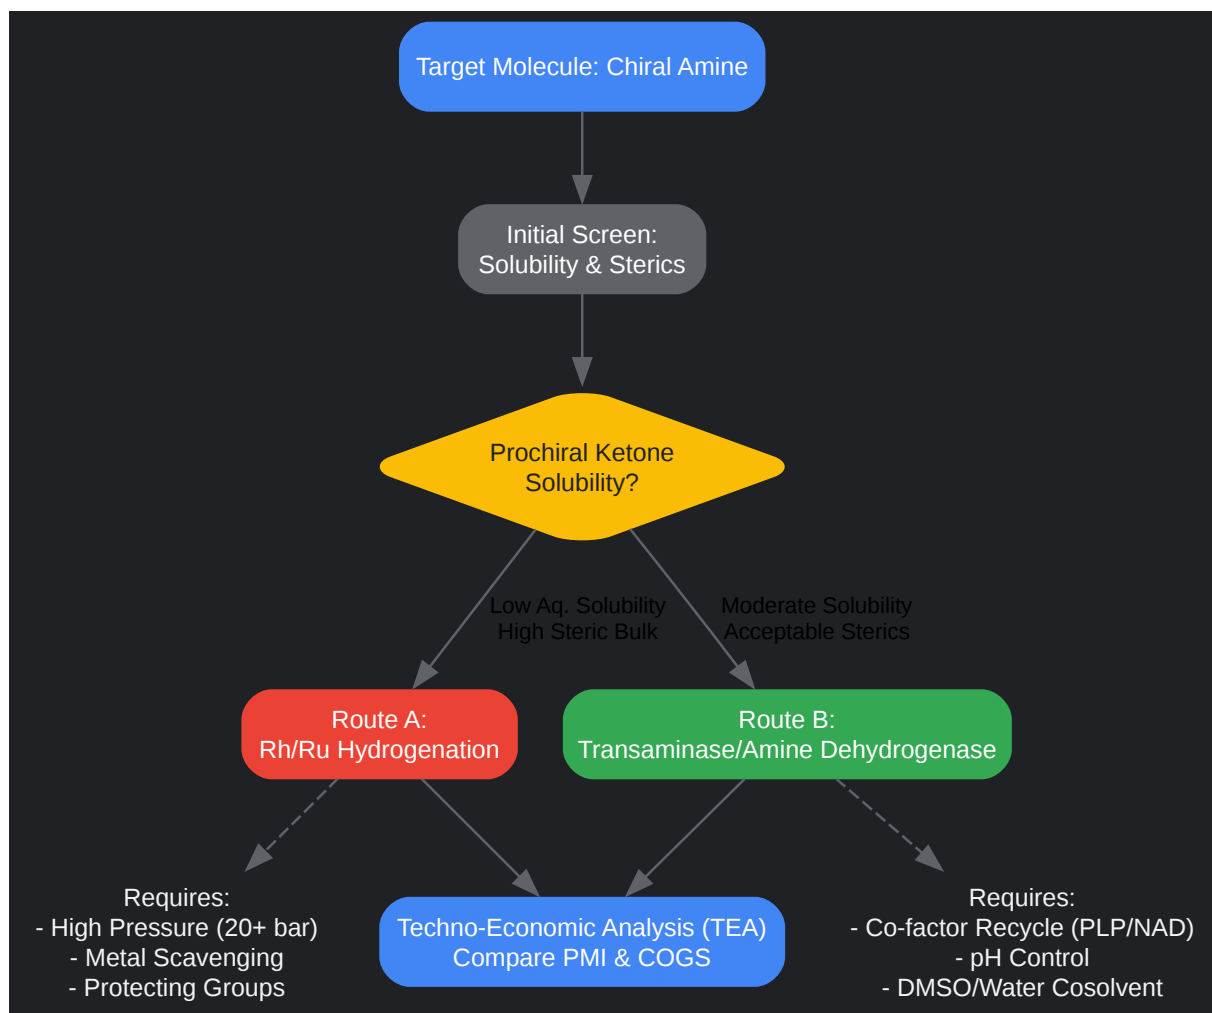 Target Molecule: Chiral Amine
Initial Screen:
Solubility & Sterics
Prochiral Ketone
Solubility?
Low Aq. Solubility
High Steric Bulk
Moderate Solubility
Acceptable Sterics
Route A:
Rh/Ru Hydrogenation
Route B:
Transaminase/Amine Dehydrogenase
Requires:
- High Pressure (20+ bar)
- Metal Scavenging
- Protecting Groups
Techno-Economic Analysis (TEA)
Compare PMI & COGS
Requires:
- Co-factor Recycle (PLP/NAD)
- pH Control
- DMSO/Water Cosolvent